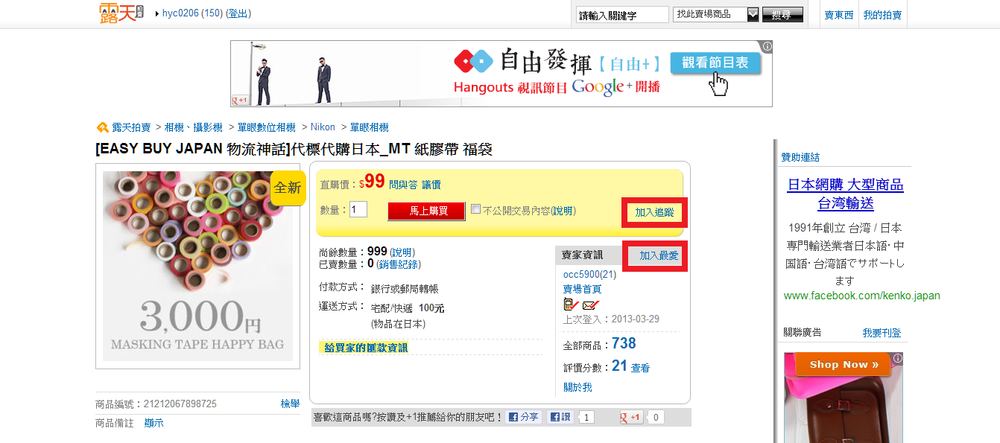 露天拍賣
hyc0206 (150) (登出)
請輸入關鍵字
找此賣場商品
搜尋
賣東西
我的拍賣
自由發揮【自由+】
觀看節目表
Hangouts 視訊節目 Google+ 開播
g +1
露天拍賣 > 相機、攝影機 > 單眼數位相機 > Nikon > 單眼相機
[EASY BUY JAPAN 物流神話]代標代購日本_MT 紙膠帶 福袋
全新
3,000円
MASKING TAPE HAPPY BAG
直購價：$99 問與答 議價
數量：1
馬上購買
不公開交易內容(說明)
加入追蹤
尚餘數量：999 (說明)
已賣數量：0 (銷售紀錄)
付款方式： 銀行或郵局轉帳
運送方式： 宅配/快遞 100元
(物品在日本)
給買家的匯款資訊
賣家資訊
加入最愛
occ5900(21)
賣場首頁
上次登入：2013-03-29
全部商品：738
評價分數：21 查看
關於我
商品編號：21212067898725
檢舉
商品備註 顯示
喜歡這商品嗎?按讚及+1推薦給你的朋友吧！
分享
讚
1
g +1
0
贊助連結
日本網購 大型商品
台湾輸送
1991年創立 台湾 / 日本
専門輸送業者日本語･中
国語･台湾語でサポートし
ます
www.facebook.com/kenko.japan
關聯廣告
我要刊登
Shop Now »